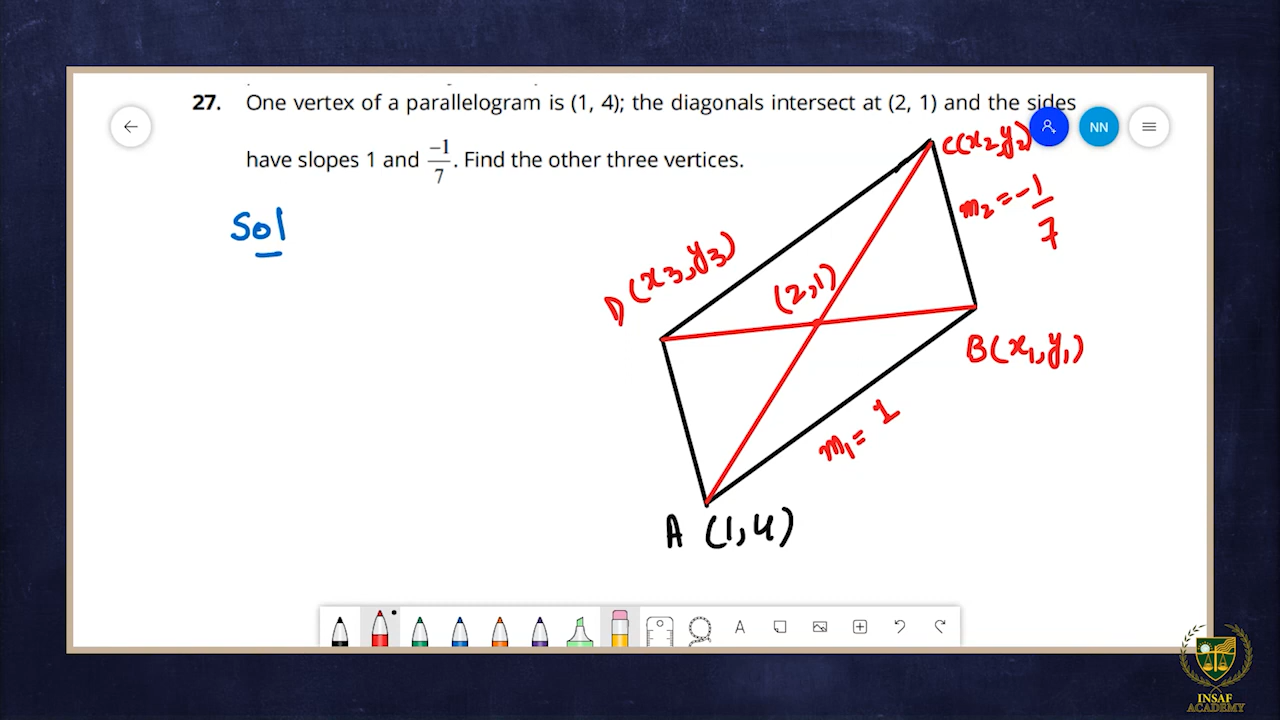 27. One vertex of a parallelogram is (1, 4); the diagonals intersect at (2, 1) and the sides
have slopes 1 and -1/7. Find the other three vertices.
NN
Sol
C(x2,y2)
m2 = -1/7
D(x3,y3)
(2,1)
B(x1,y1)
m1 = 1
A (1,4)
A
INSAF
ACADEMY